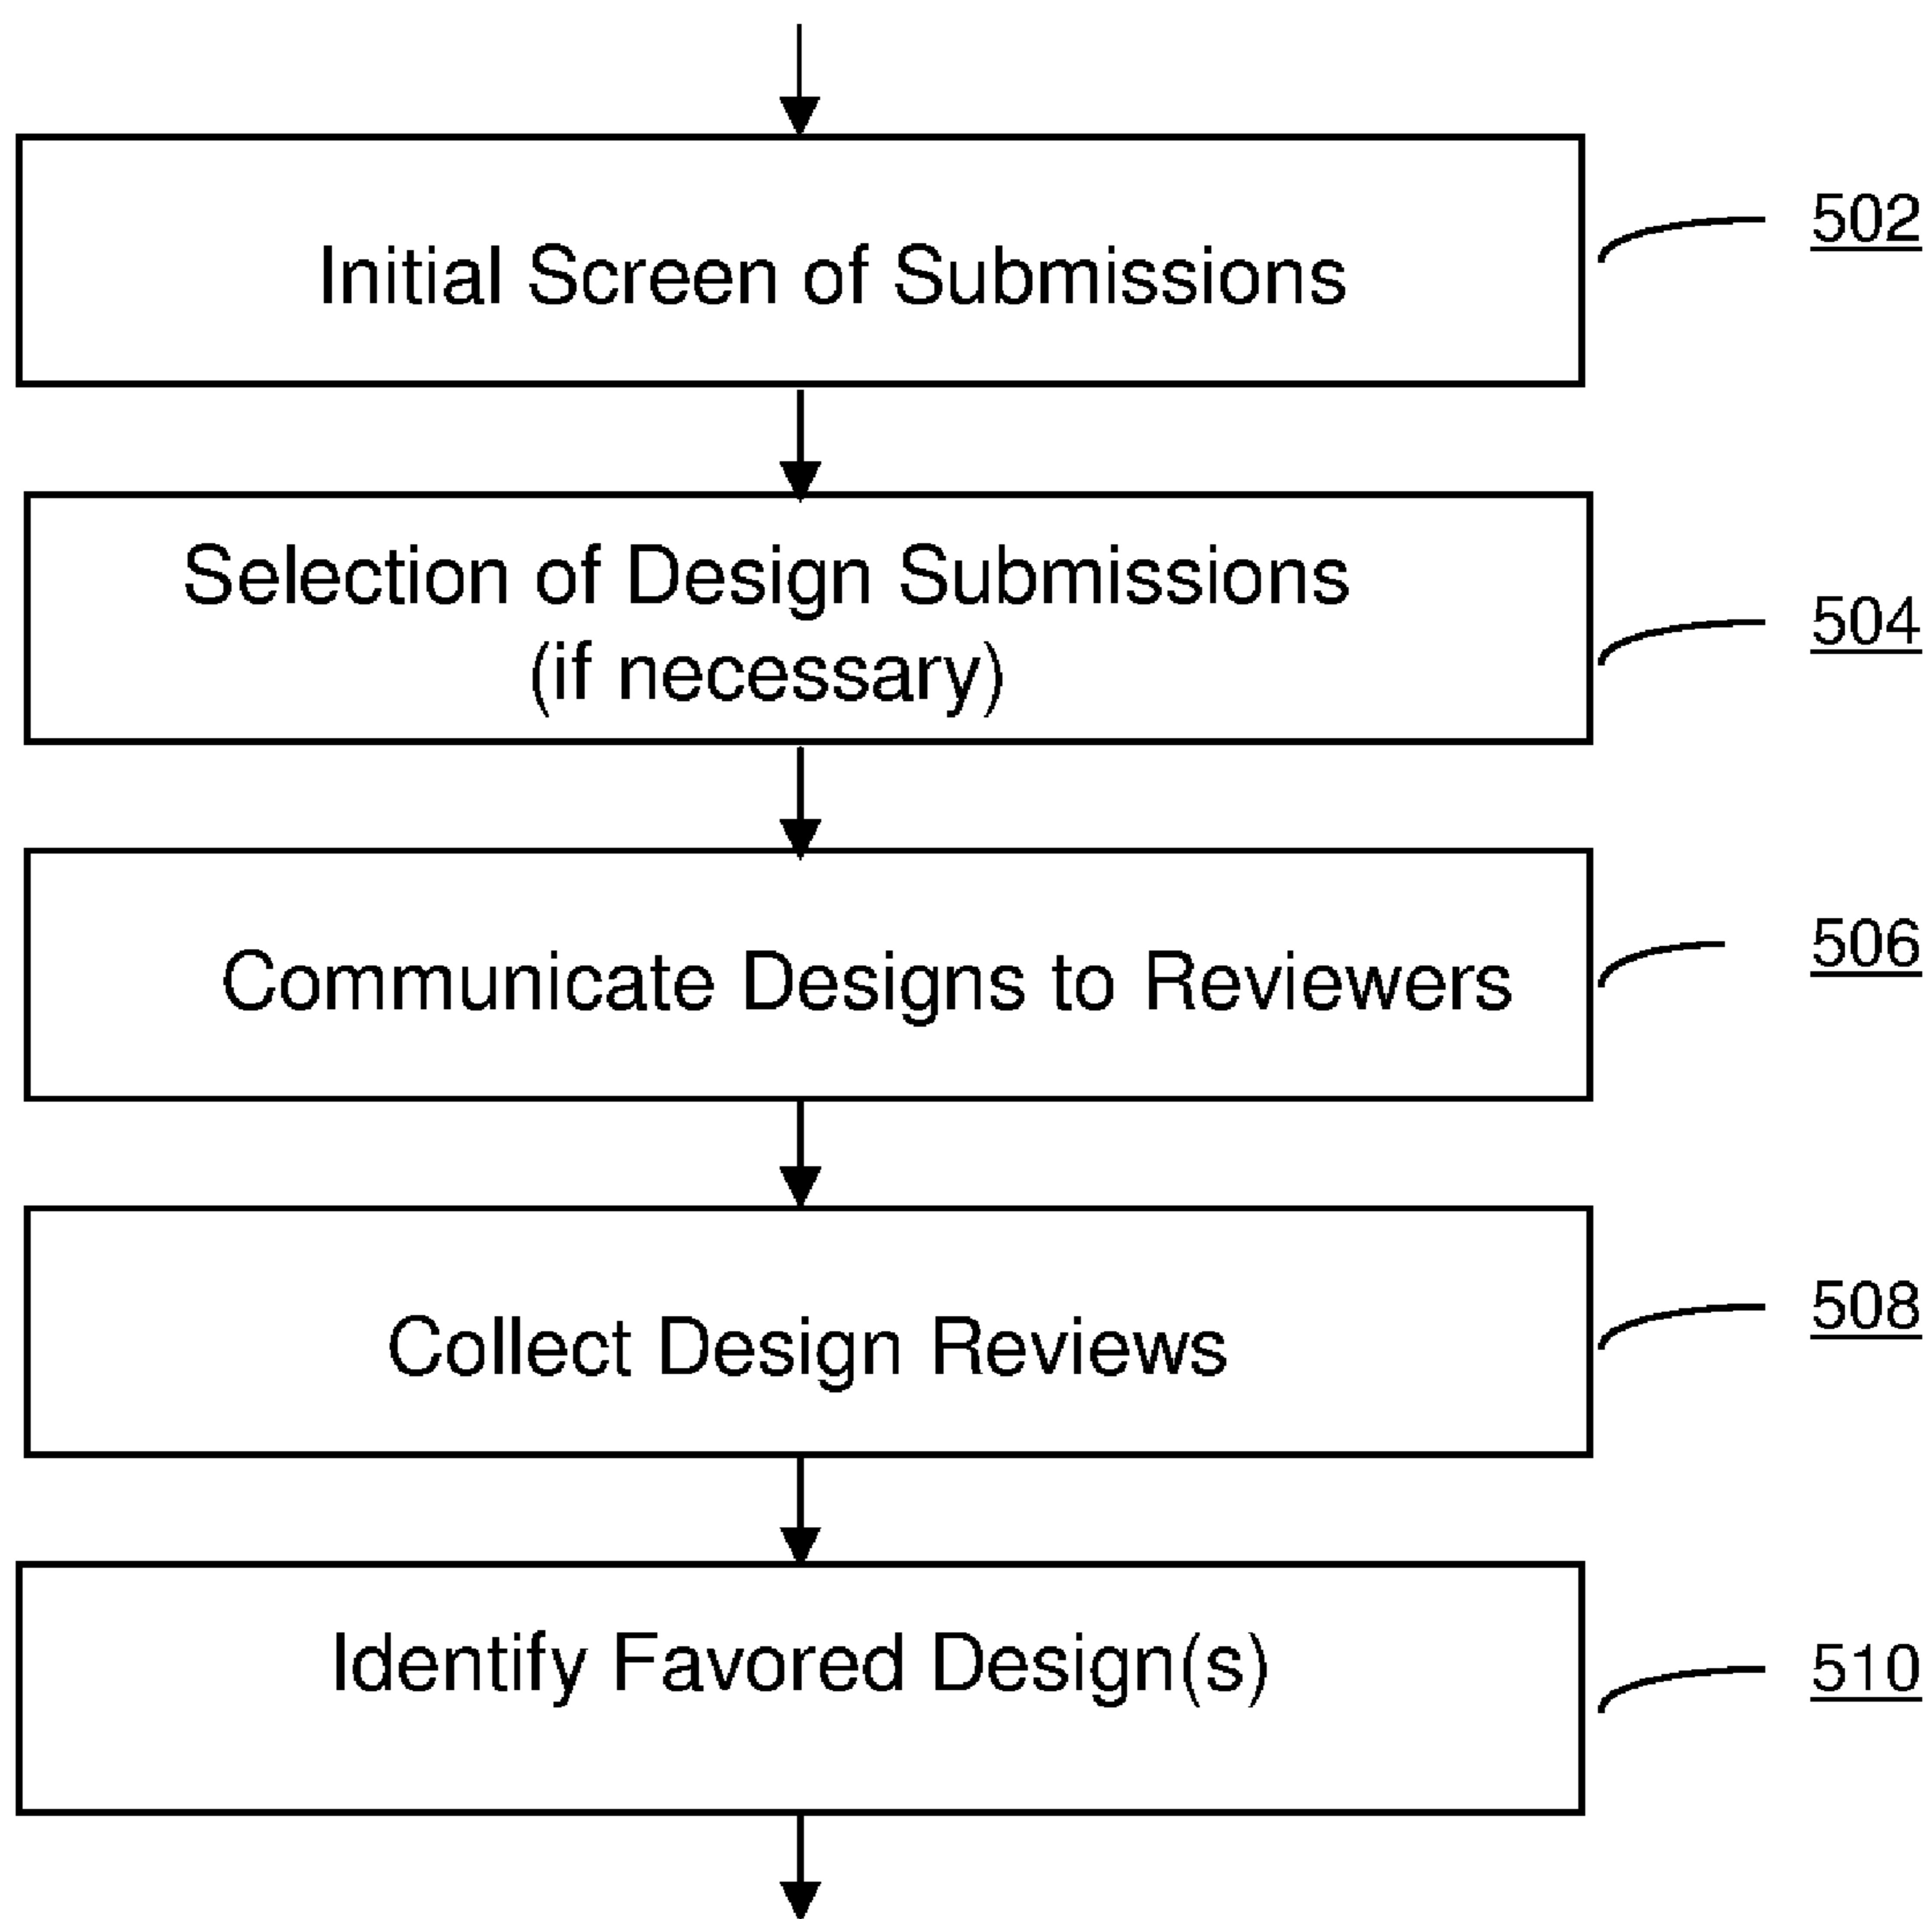 Initial Screen of Submissions
502
Selection of Design Submissions
(if necessary)
504
Communicate Designs to Reviewers
506
Collect Design Reviews
508
Identify Favored Design(s)
510